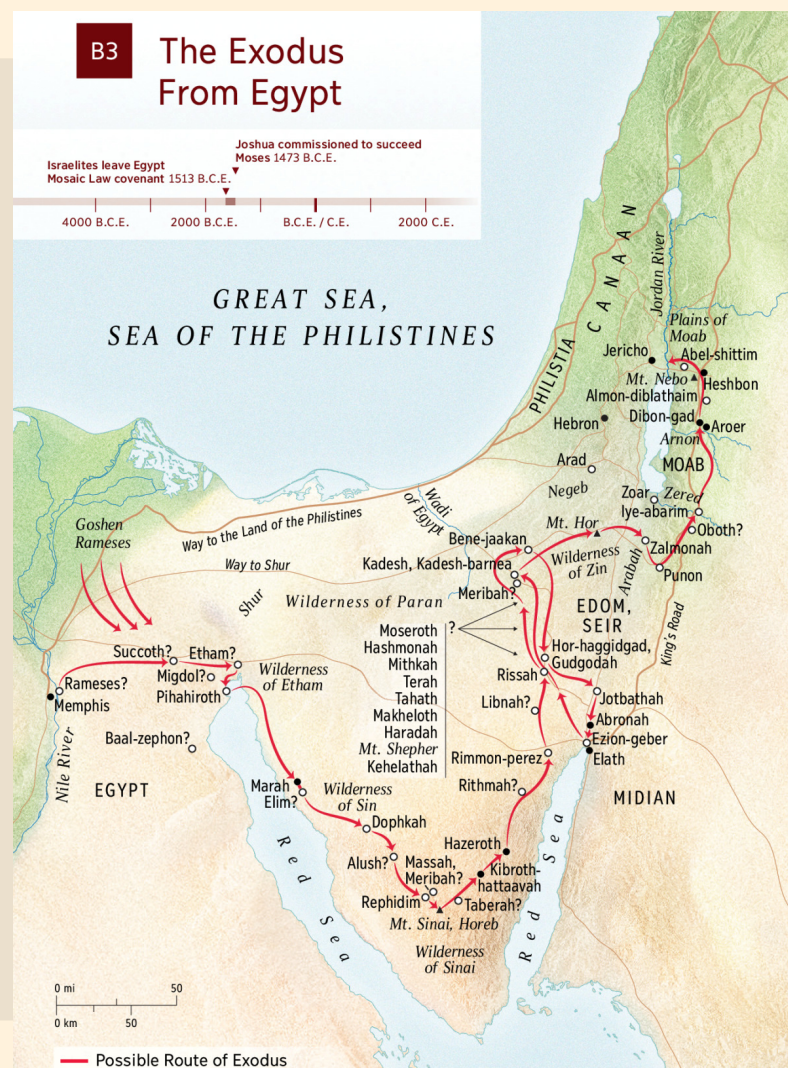 B3
The Exodus
From Egypt
Joshua commissioned to succeed
Moses 1473 B.C.E.
Israelites leave Egypt
Mosaic Law covenant 1513 B.C.E.
4000 B.C.E.
2000 B.C.E.
B.C.E. / C.E.
2000 C.E.
GREAT SEA,
SEA OF THE PHILISTINES
CANAAN
Jordan River
PHILISTIA
Plains of
Moab
Jericho
Abel-shittim
Mt. Nebo
Heshbon
Almon-diblathaim
Hebron
Dibon-gad
Aroer
Arnon
MOAB
Arad
Negeb
Zoar
Zered
Iye-abarim
Oboth?
Wadi
of Egypt
Mt. Hor
Goshen
Rameses
Way to the Land of the Philistines
Bene-jaakan
Way to Shur
Kadesh, Kadesh-barnea
Wilderness
of Zin
Arabah
Zalmonah
Punon
Meribah?
Shur
Wilderness of Paran
EDOM,
SEIR
King's Road
Moseroth
?
Hashmonah
Mithkah
Terah
Tahath
Makheloth
Haradah
Mt. Shepher
Kehelathah
Hor-haggidgad,
Gudgodah
Succoth?
Etham?
Migdol?
Wilderness
of Etham
Rissah
Rameses?
Pihahiroth
Jotbathah
Memphis
Libnah?
Abronah
Baal-zephon?
Ezion-geber
Elath
Nile River
Rimmon-perez
EGYPT
Marah
Elim?
Wilderness
of Sin
Rithmah?
MIDIAN
Dophkah
Red Sea
Hazeroth
Red Sea
Alush?
Massah,
Meribah?
Kibroth-
hattaavah
Rephidim
Taberah?
Mt. Sinai, Horeb
Wilderness
of Sinai
0 mi
50
0 km
50
Possible Route of Exodus